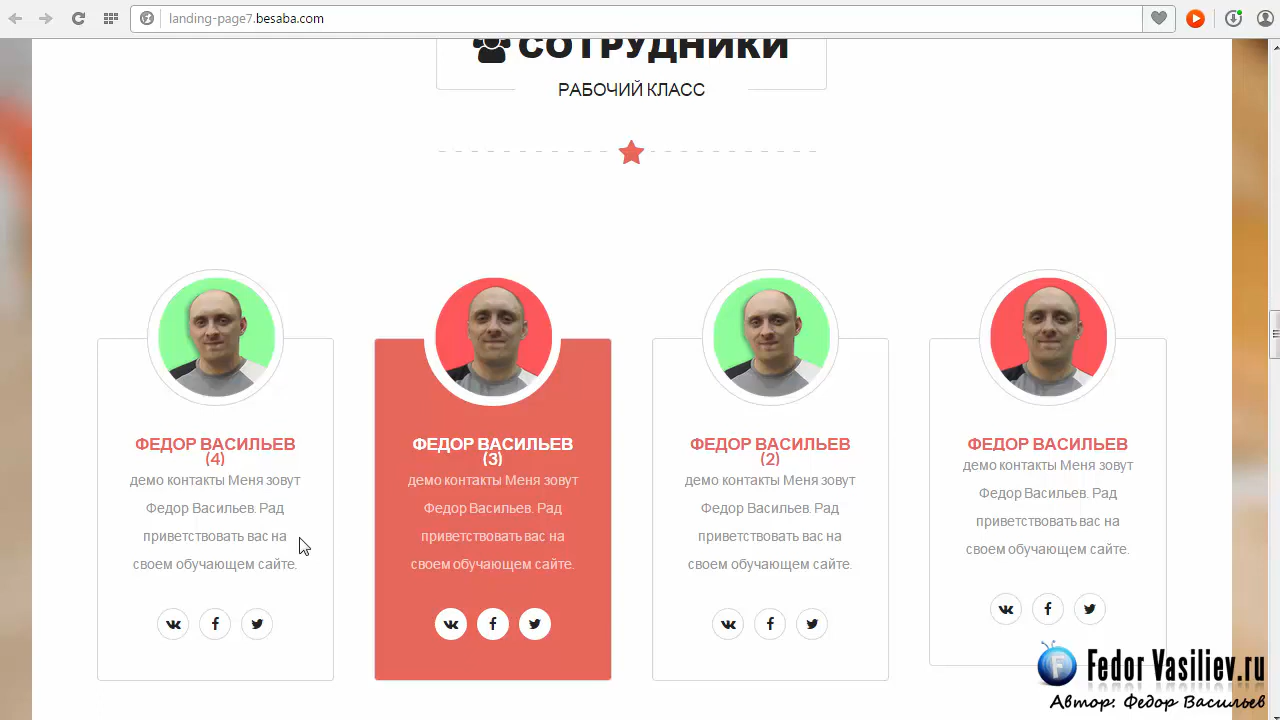 landing-page7.besaba.com
СОТРУДНИКИ
РАБОЧИЙ КЛАСС
ФЕДОР ВАСИЛЬЕВ
(4)
демо контакты Меня зовут
Федор Васильев. Рад
приветствовать вас на
своем обучающем сайте.
ФЕДОР ВАСИЛЬЕВ
(3)
демо контакты Меня зовут
Федор Васильев. Рад
приветствовать вас на
своем обучающем сайте.
ФЕДОР ВАСИЛЬЕВ
(2)
демо контакты Меня зовут
Федор Васильев. Рад
приветствовать вас на
своем обучающем сайте.
ФЕДОР ВАСИЛЬЕВ
демо контакты Меня зовут
Федор Васильев. Рад
приветствовать вас на
своем обучающем сайте.
Fedor Vasiliev.ru
Автор: Федор Васильев